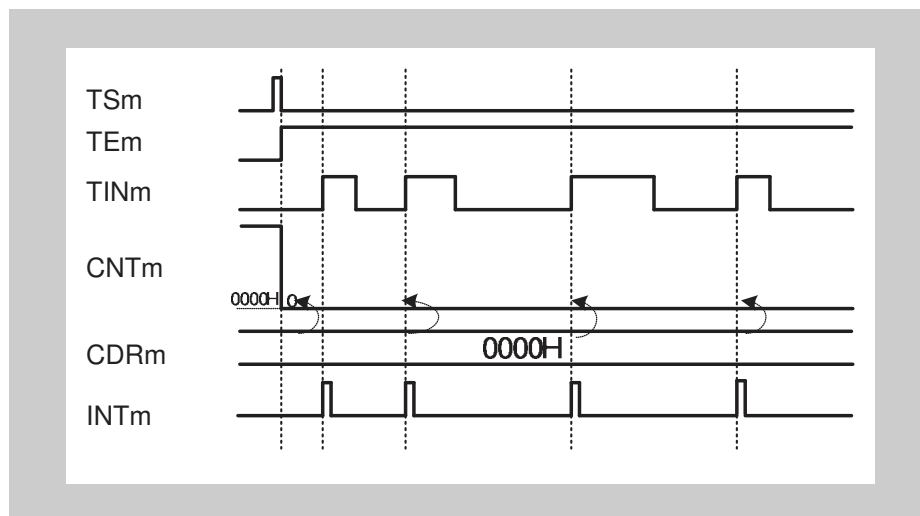 TSm
TEm
TINm
CNTm
0000H 0
CDRm
0000H
INTm